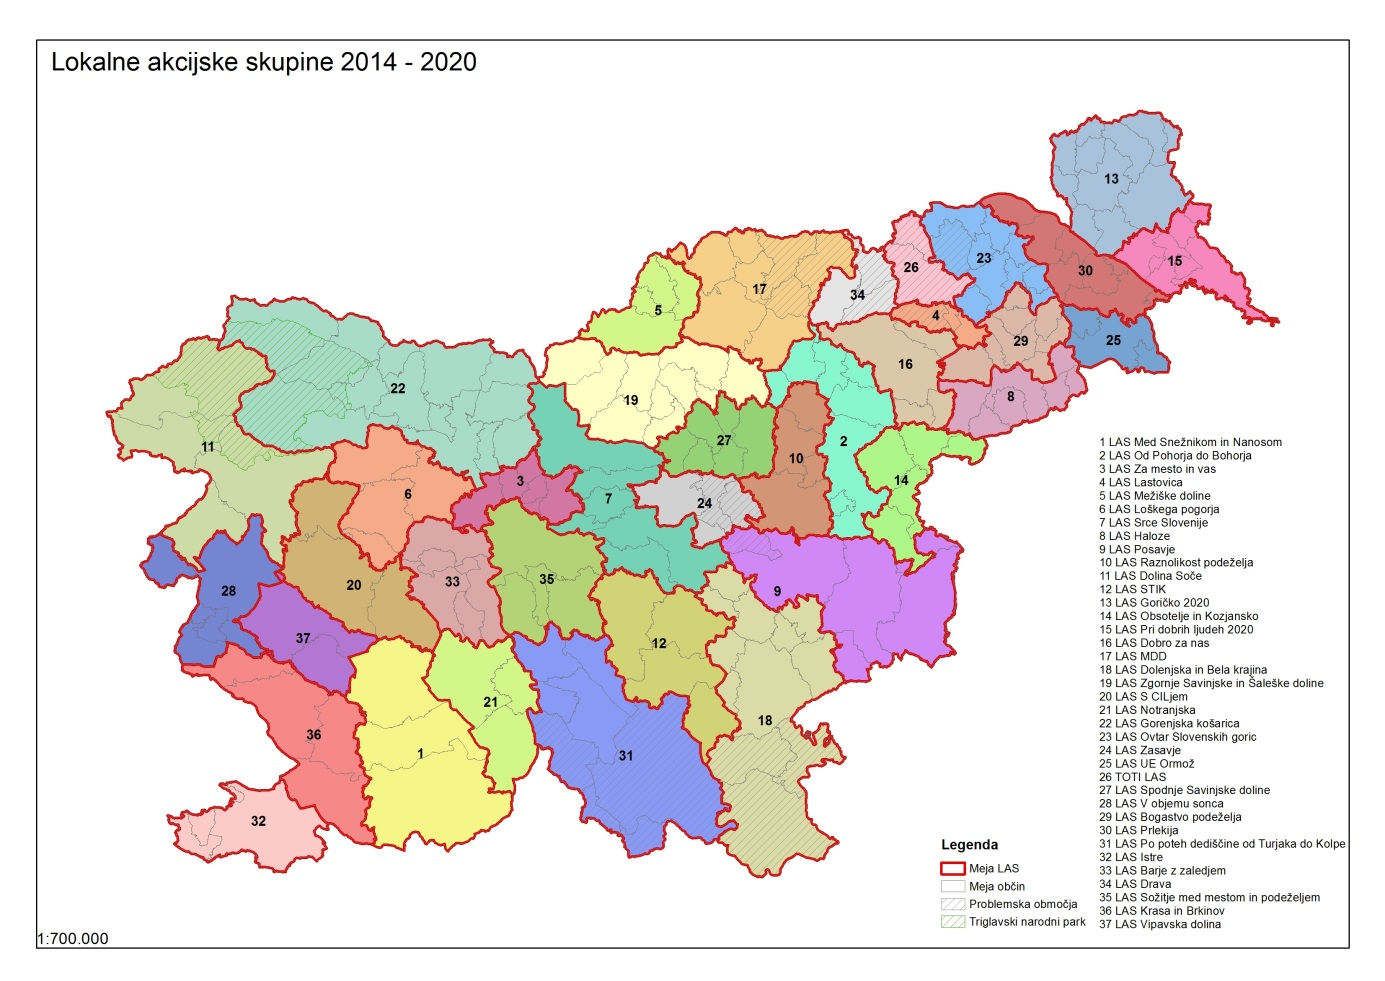 Lokalne akcijske skupine 2014 - 2020
13
30
15
23
26
17
34
5
4
29
25
16
22
19
8
11
27
2
10
14
6
3
7
24
35
33
20
28
9
37
12
21
18
36
1
31
32
1 LAS Med Snežnikom in Nanosom
2 LAS Od Pohorja do Bohorja
3 LAS Za mesto in vas
4 LAS Lastovica
5 LAS Mežiške doline
6 LAS Loškega pogorja
7 LAS Srce Slovenije
8 LAS Haloze
9 LAS Posavje
10 LAS Raznolikost podeželja
11 LAS Dolina Soče
12 LAS STIK
13 LAS Goričko 2020
14 LAS Obsotelje in Kozjansko
15 LAS Pri dobrih ljudeh 2020
16 LAS Dobro za nas
17 LAS MDD
18 LAS Dolenjska in Bela krajina
19 LAS Zgornje Savinjske in Šaleške doline
20 LAS S CILjem
21 LAS Notranjska
22 LAS Gorenjska košarica
23 LAS Ovtar Slovenskih goric
24 LAS Zasavje
25 LAS UE Ormož
26 TOTI LAS
27 LAS Spodnje Savinjske doline
28 LAS V objemu sonca
29 LAS Bogastvo podeželja
30 LAS Prlekija
31 LAS Po poteh dediščine od Turjaka do Kolpe
32 LAS Istre
33 LAS Barje z zaledjem
34 LAS Drava
35 LAS Sožitje med mestom in podeželjem
36 LAS Krasa in Brkinov
37 LAS Vipavska dolina
Legenda
Meja LAS
Meja občin
Problemska območja
Triglavski narodni park
1:700.000